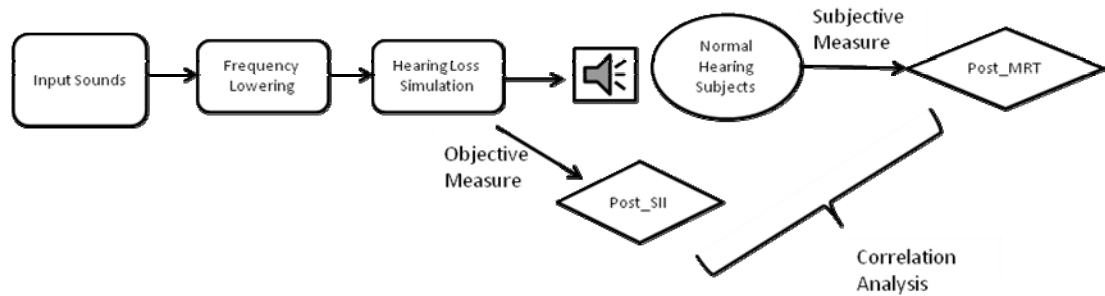 Input Sounds
Frequency
Lowering
Hearing Loss
Simulation
Normal
Hearing
Subjects
Subjective
Measure
Post_MRT
Objective
Measure
Post_SII
Correlation
Analysis